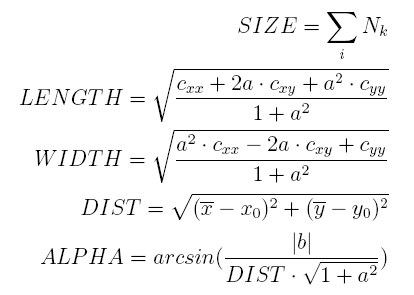 SIZE = \sum_{i} N_k
LENGTH = \sqrt{\frac{c_{xx} + 2a \cdot c_{xy} + a^2 \cdot c_{yy}}{1 + a^2}}
WIDTH = \sqrt{\frac{a^2 \cdot c_{xx} - 2a \cdot c_{xy} + c_{yy}}{1 + a^2}}
DIST = \sqrt{(\overline{x} - x_0)^2 + (\overline{y} - y_0)^2}
ALPHA = arcsin(\frac{|b|}{DIST \cdot \sqrt{1 + a^2}})